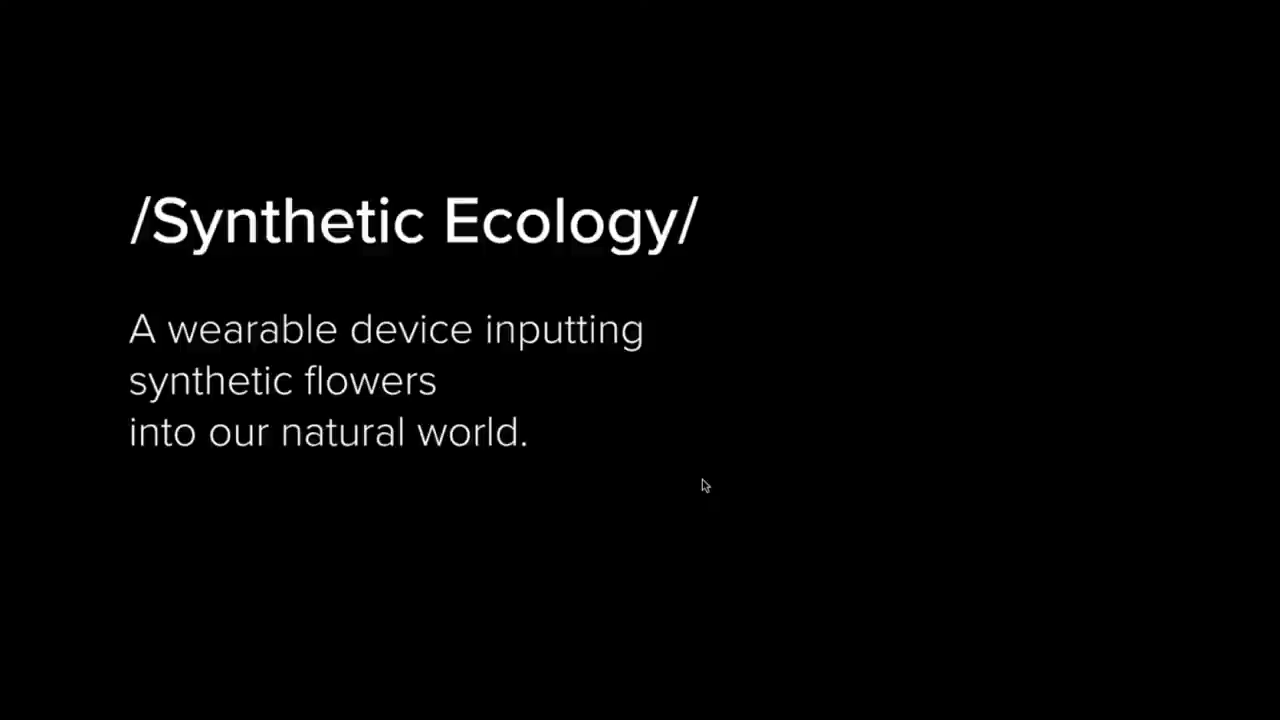 /Synthetic Ecology/
A wearable device inputting
synthetic flowers
into our natural world.